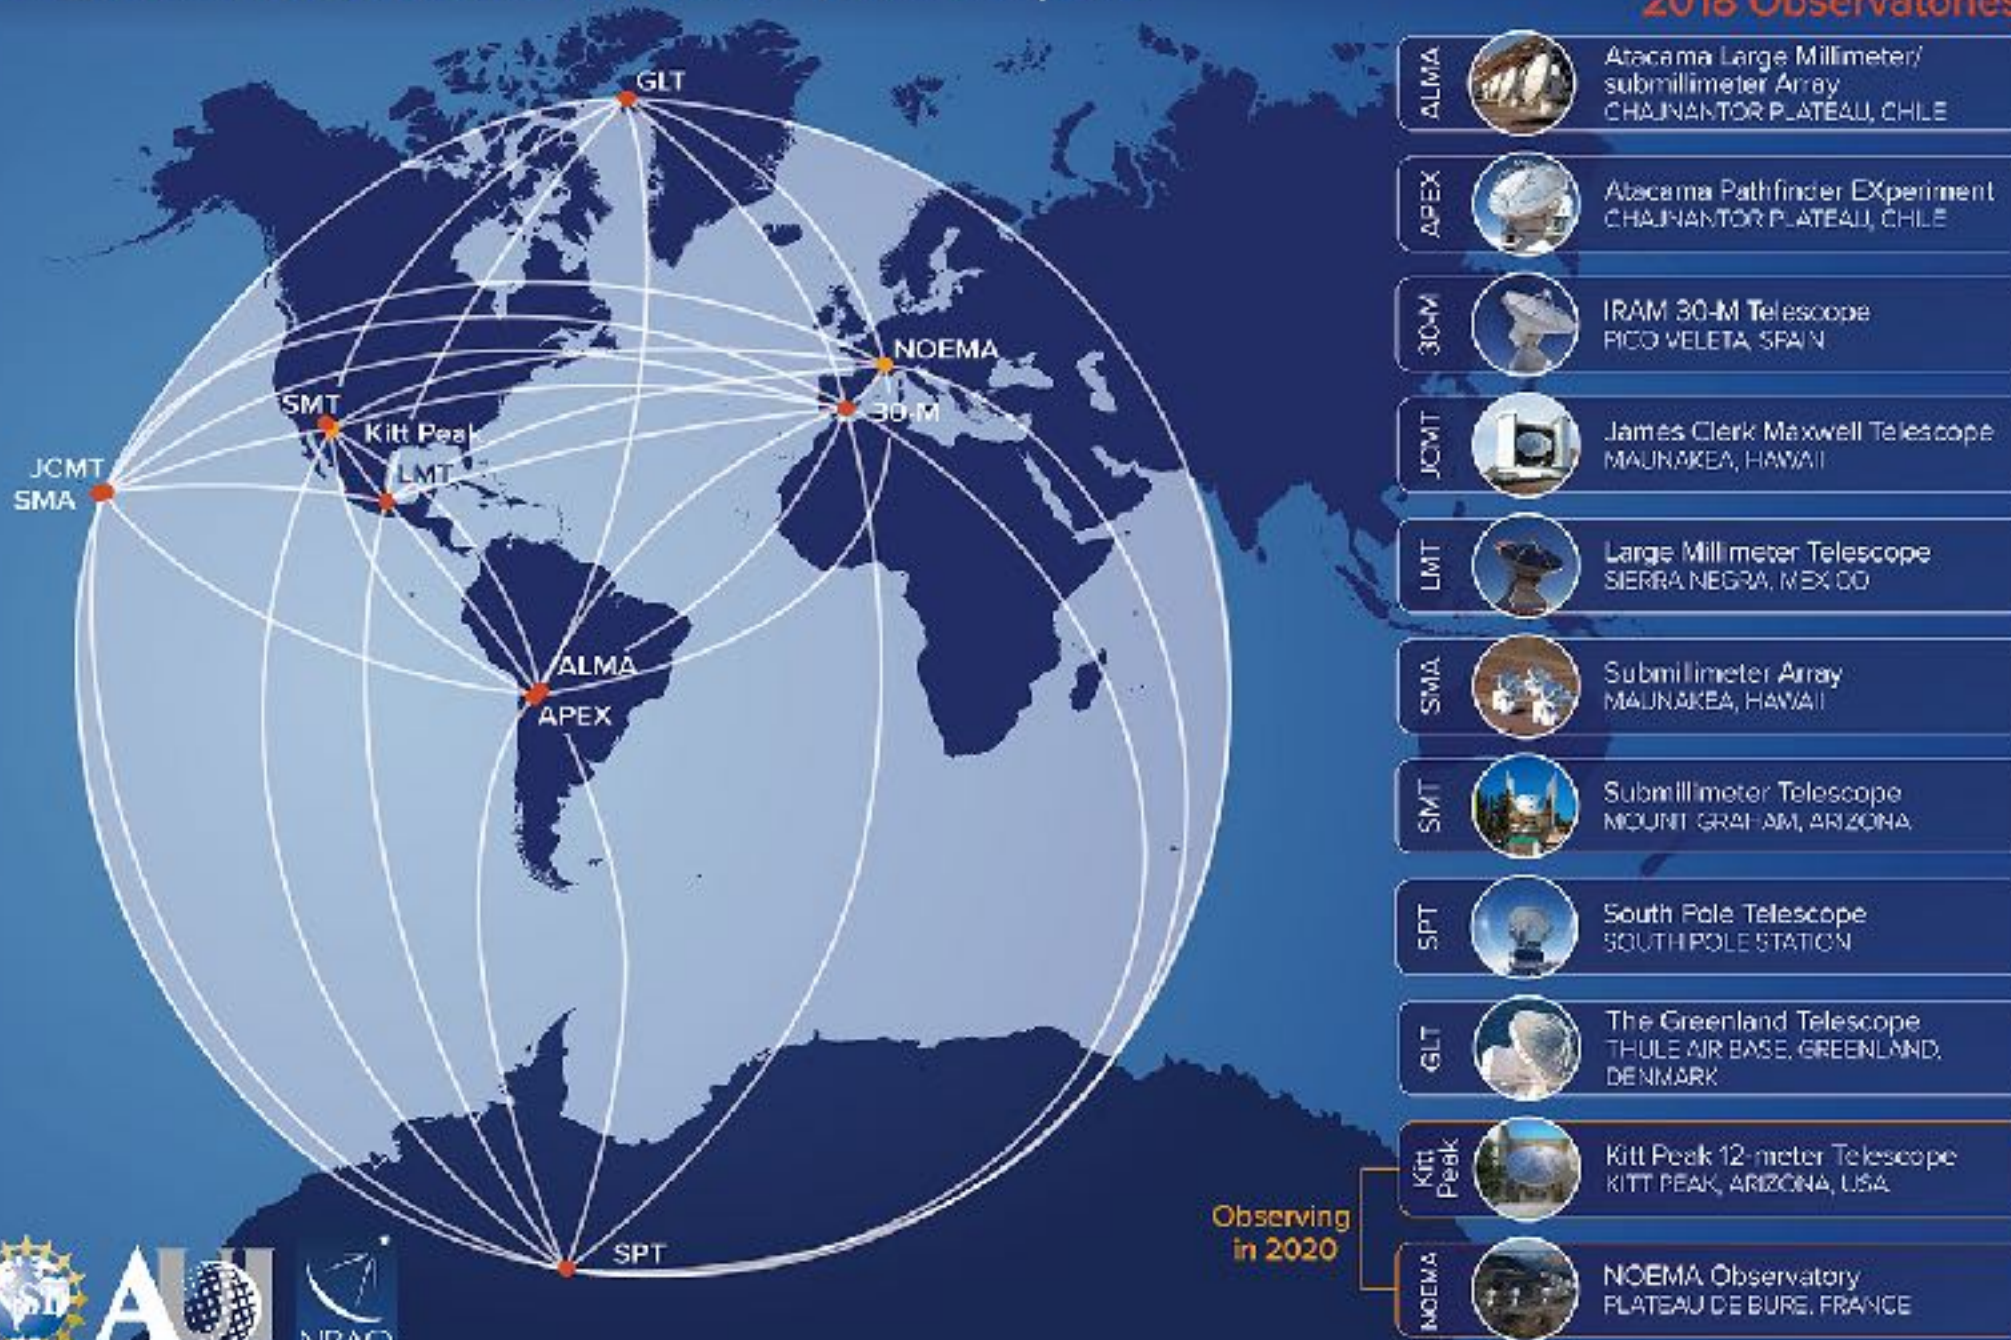 2018 Observatories
GLT
NOEMA
30-M
SMT
Kitt Peak
LMT
JCMT
SMA
ALMA
APEX
SPT
ALMA
Atacama Large Millimeter/
submillimeter Array
CHAJNANTOR PLATEAU, CHILE
APEX
Atacama Pathfinder EXperiment
CHAJNANTOR PLATEAU, CHILE
30-M
IRAM 30-M Telescope
PICO VELETA, SPAIN
JCMT
James Clerk Maxwell Telescope
MAUNAKEA, HAWAII
LMT
Large Millimeter Telescope
SIERRA NEGRA, MEXICO
SMA
Submillimeter Array
MAUNAKEA, HAWAII
SMT
Submillimeter Telescope
MOUNT GRAHAM, ARIZONA
SPT
South Pole Telescope
SOUTH POLE STATION
GLT
The Greenland Telescope
THULE AIR BASE, GREENLAND,
DENMARK
Kitt
Peak
Kitt Peak 12-meter Telescope
KITT PEAK, ARIZONA, USA
Observing
in 2020
NOEMA
NOEMA Observatory
PLATEAU DE BURE, FRANCE
AUI
NRAO